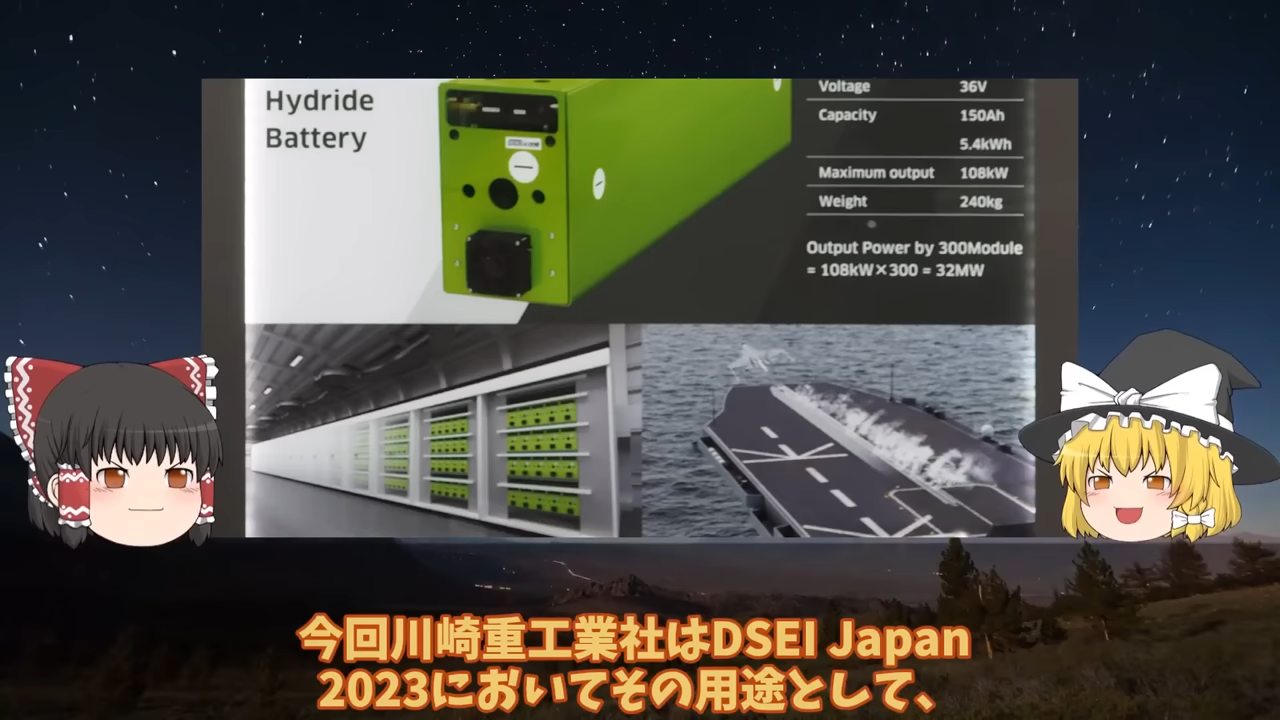 Hydride
Battery
Voltage 36V
Capacity 150Ah
5.4kWh
Maximum output 108kW
Weight 240kg
Output Power by 300Module
= 108kW×300 = 32MW
今回川崎重工業社はDSEI Japan
2023においてその用途として、